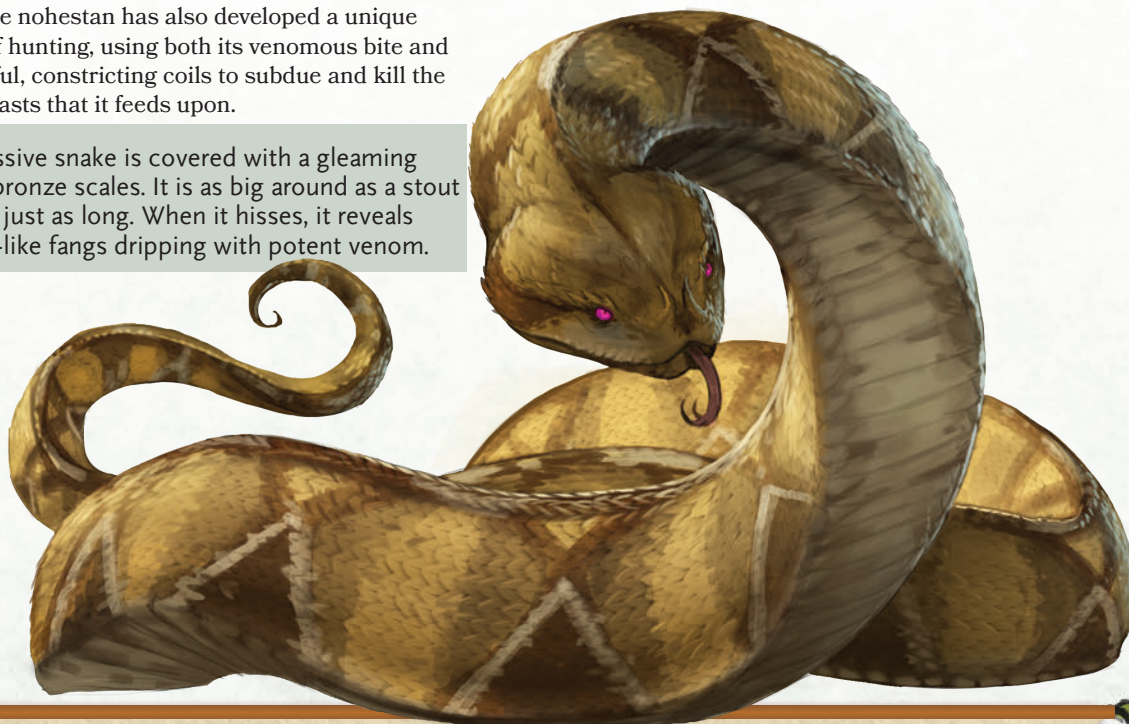 e nohestan has also developed a unique
f hunting, using both its venomous bite and
ful, constricting coils to subdue and kill the
asts that it feeds upon.
ssive snake is covered with a gleaming
bronze scales. It is as big around as a stout
just as long. When it hisses, it reveals
-like fangs dripping with potent venom.